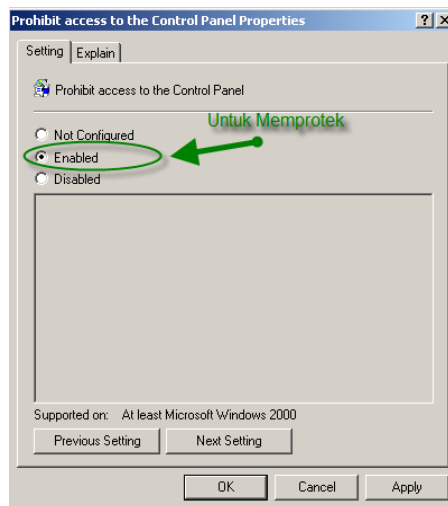 Prohibit access to the Control Panel Properties
Setting Explain
Prohibit access to the Control Panel
Untuk Memprotek
Not Configured
Enabled
Disabled
Supported on: At least Microsoft Windows 2000
Previous Setting Next Setting
OK Cancel Apply